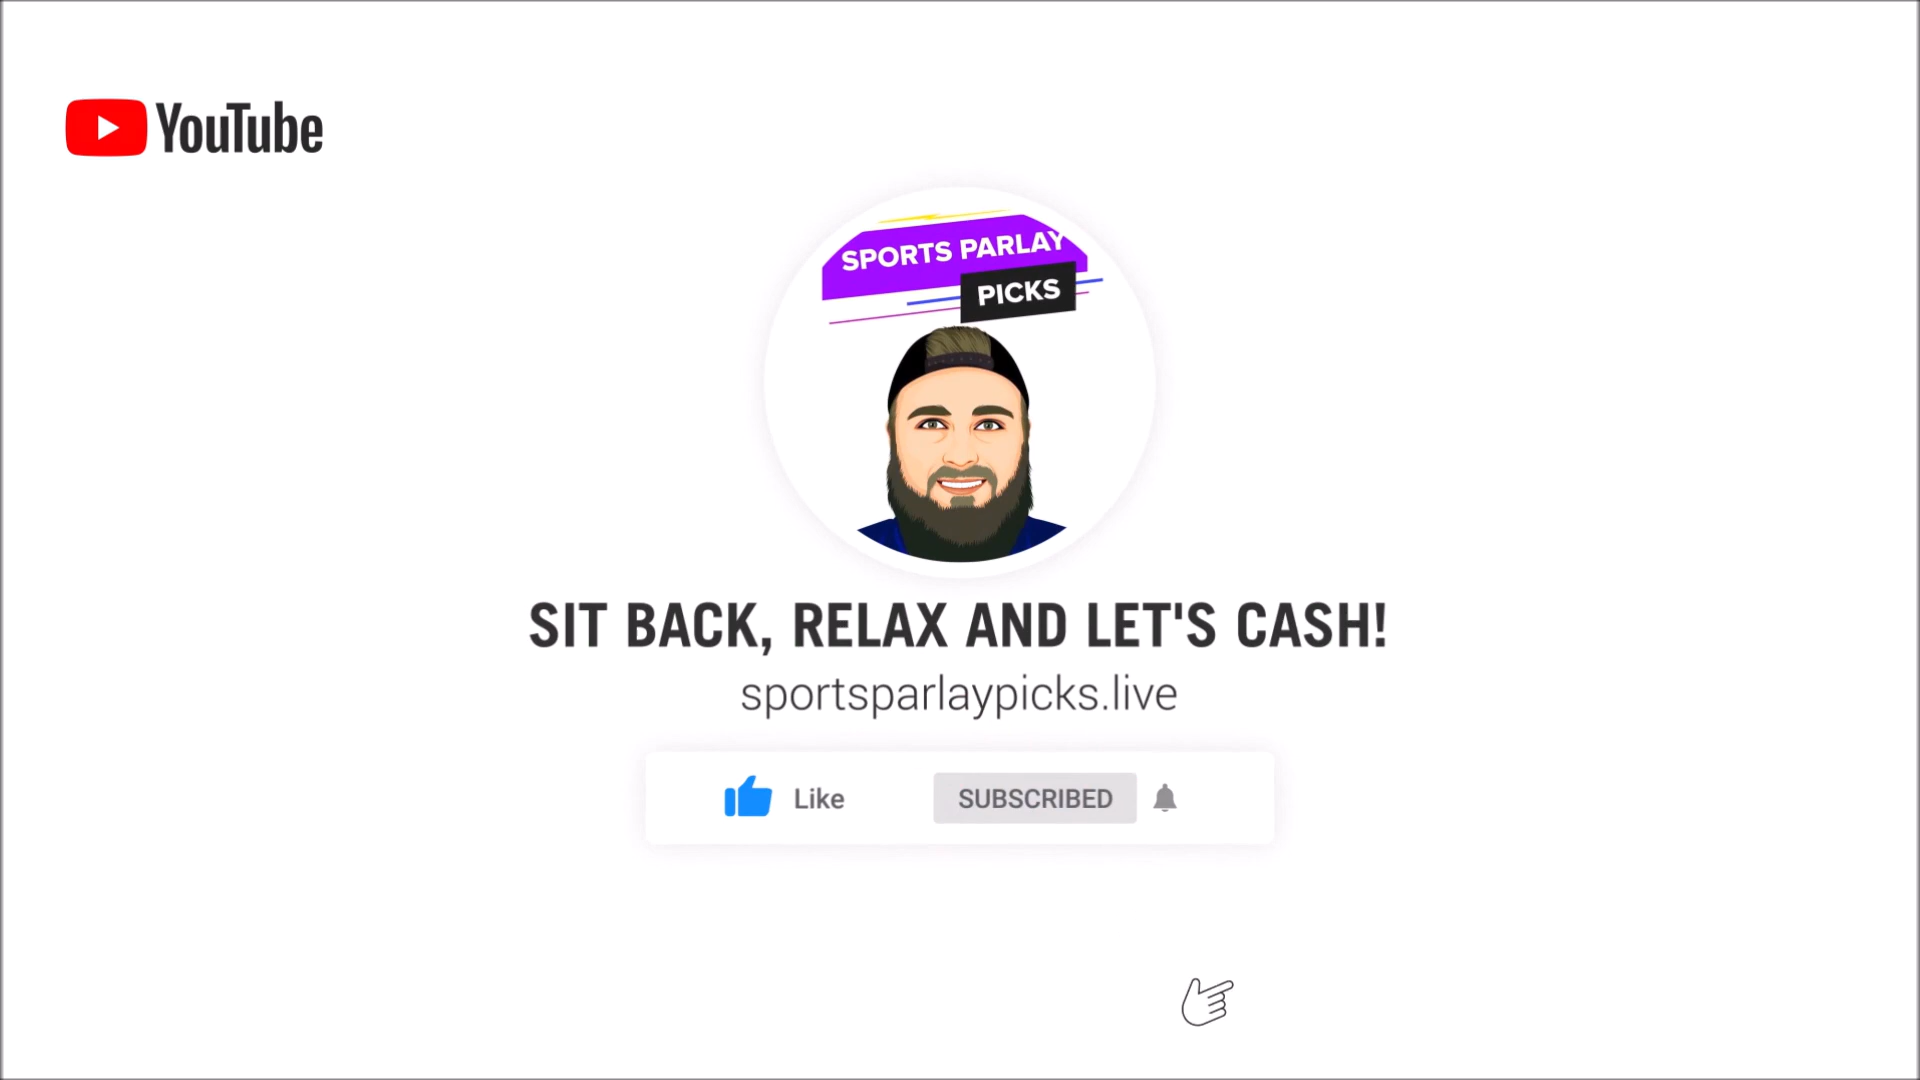 YouTube
SPORTS PARLAY
PICKS
SIT BACK, RELAX AND LET'S CASH!
sportsparlaypicks.live
Like
SUBSCRIBED